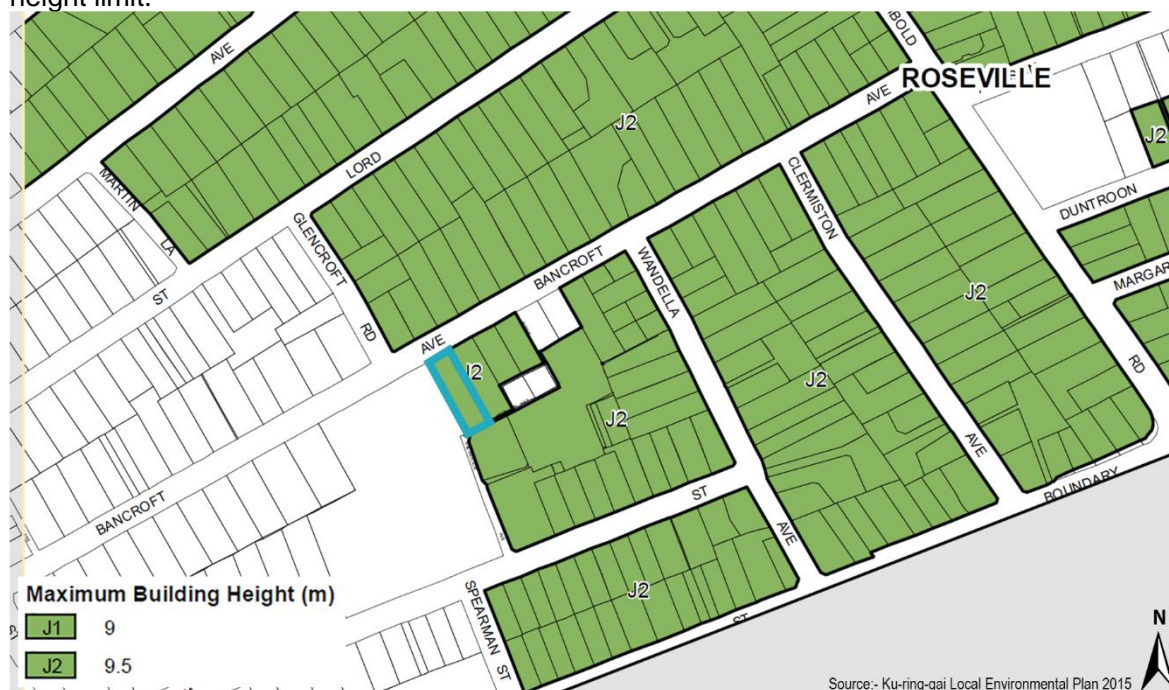 height limit.
AVE
BOLD
ROSEVILLE
AVE
J2
LORD
MARTIN
LA
GLENCROFT
CLERMISTON
DUNTROON
ST
BANCROFT
WANDELLA
J2
MARGAR
RD
AVE
J2
J2
J2
RD
BANCROFT
AVE
BOUNDARY
ST
AVE
SPEARMAN
J2
ST
ST
Maximum Building Height (m)
J1 9
J2 9.5
N
Source:- Ku-ring-gai Local Environmental Plan 2015
J2